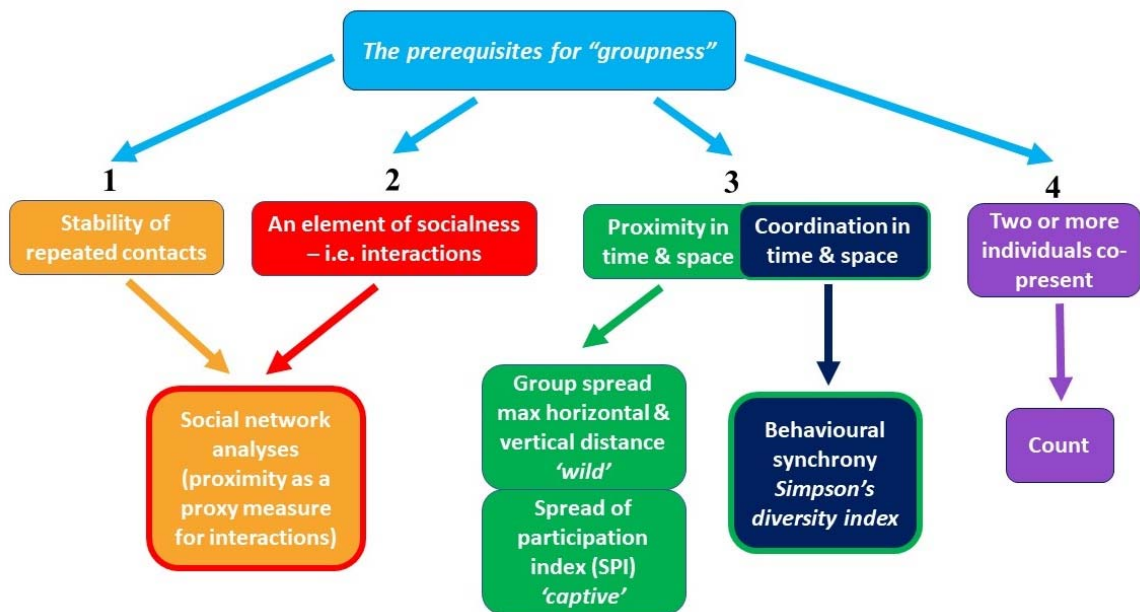 The prerequisites for “groupness”
1
2
3
4
Stability of
repeated contacts
An element of socialness
– i.e. interactions
Proximity in
time & space
Coordination in
time & space
Two or more
individuals co-
present
Social network
analyses
(proximity as a
proxy measure
for interactions)
Group spread
max horizontal &
vertical distance
‘wild’
Spread of
participation
index (SPI)
‘captive’
Behavioural
synchrony
Simpson’s
diversity index
Count